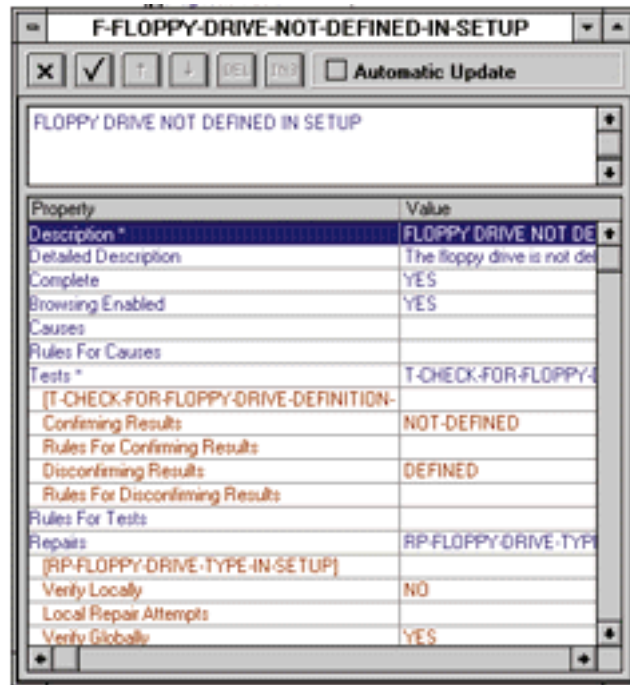 F-FLOPPY-DRIVE-NOT-DEFINED-IN-SETUP
DEL INS Automatic Update
FLOPPY DRIVE NOT DEFINED IN SETUP
Property Value
Description * FLOPPY DRIVE NOT DE
Detailed Description The floppy drive is not de
Complete YES
Browsing Enabled YES
Causes
Rules For Causes
Tests * T-CHECK-FOR-FLOPPY-
[T-CHECK-FOR-FLOPPY-DRIVE-DEFINITION-
Confirming Results NOT-DEFINED
Rules For Confirming Results
Disconfirming Results DEFINED
Rules For Disconfirming Results
Rules For Tests
Repairs RP-FLOPPY-DRIVE-TYP
[RP-FLOPPY-DRIVE-TYPE-IN-SETUP]
Verify Locally NO
Local Repair Attempts
Verify Globally YES